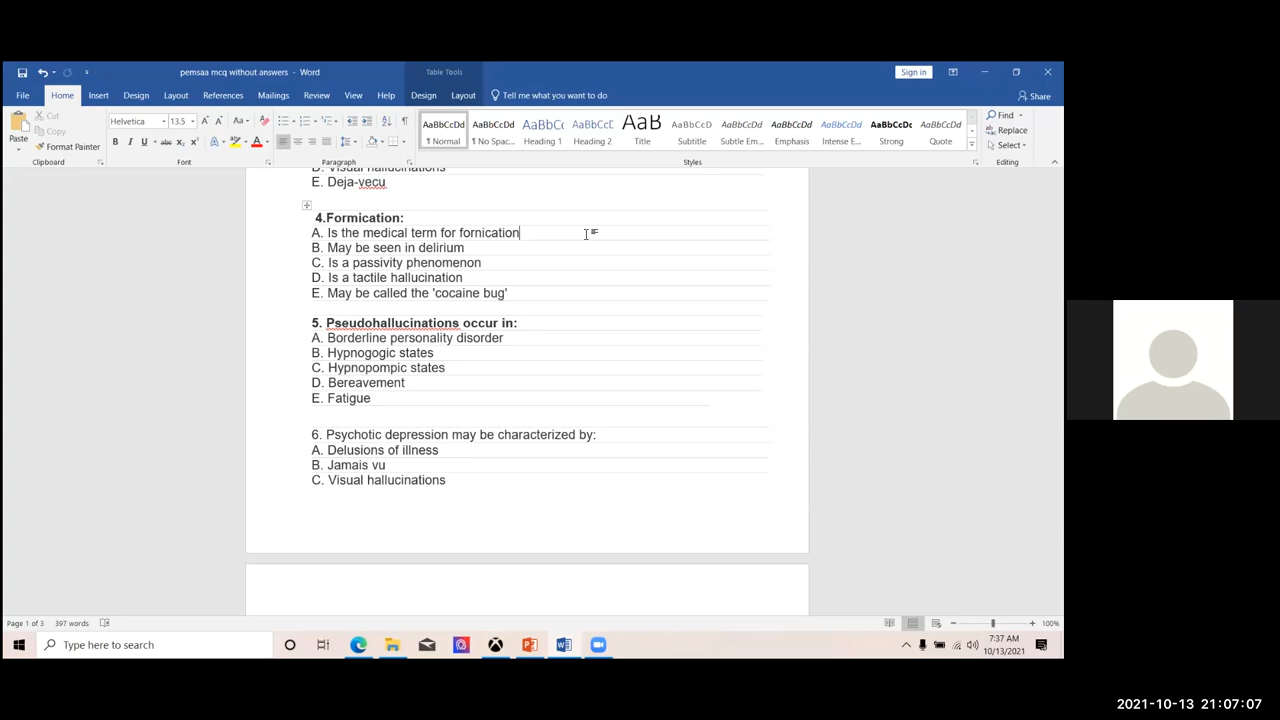 pemsaa mcq without answers - Word
Table Tools
Sign in
File Home Insert Design Layout References Mailings Review View Help Design Layout Tell me what you want to do
Share
Paste
Cut
Copy
Format Painter
Clipboard
Helvetica 13.5
Font
Paragraph
AaBbCcDd AaBbCcDd AaBbCc AaBbCcC AaB AaBbCcD AaBbCcDd AaBbCcDd AaBbCcDd AaBbCcDc AaBbCcDd
¶ Normal ¶ No Spac... Heading 1 Heading 2 Title Subtitle Subtle Em... Emphasis Intense E... Strong Quote
Styles
Find
Replace
Select
Editing
D. Visual hallucinations
E. Deja-vecu
4.Formication:
A. Is the medical term for fornication
B. May be seen in delirium
C. Is a passivity phenomenon
D. Is a tactile hallucination
E. May be called the 'cocaine bug'
5. Pseudohallucinations occur in:
A. Borderline personality disorder
B. Hypnogogic states
C. Hypnopompic states
D. Bereavement
E. Fatigue
6. Psychotic depression may be characterized by:
A. Delusions of illness
B. Jamais vu
C. Visual hallucinations
Page 1 of 3 397 words
100%
Type here to search
7:37 AM
10/13/2021
2021-10-13 21:07:07